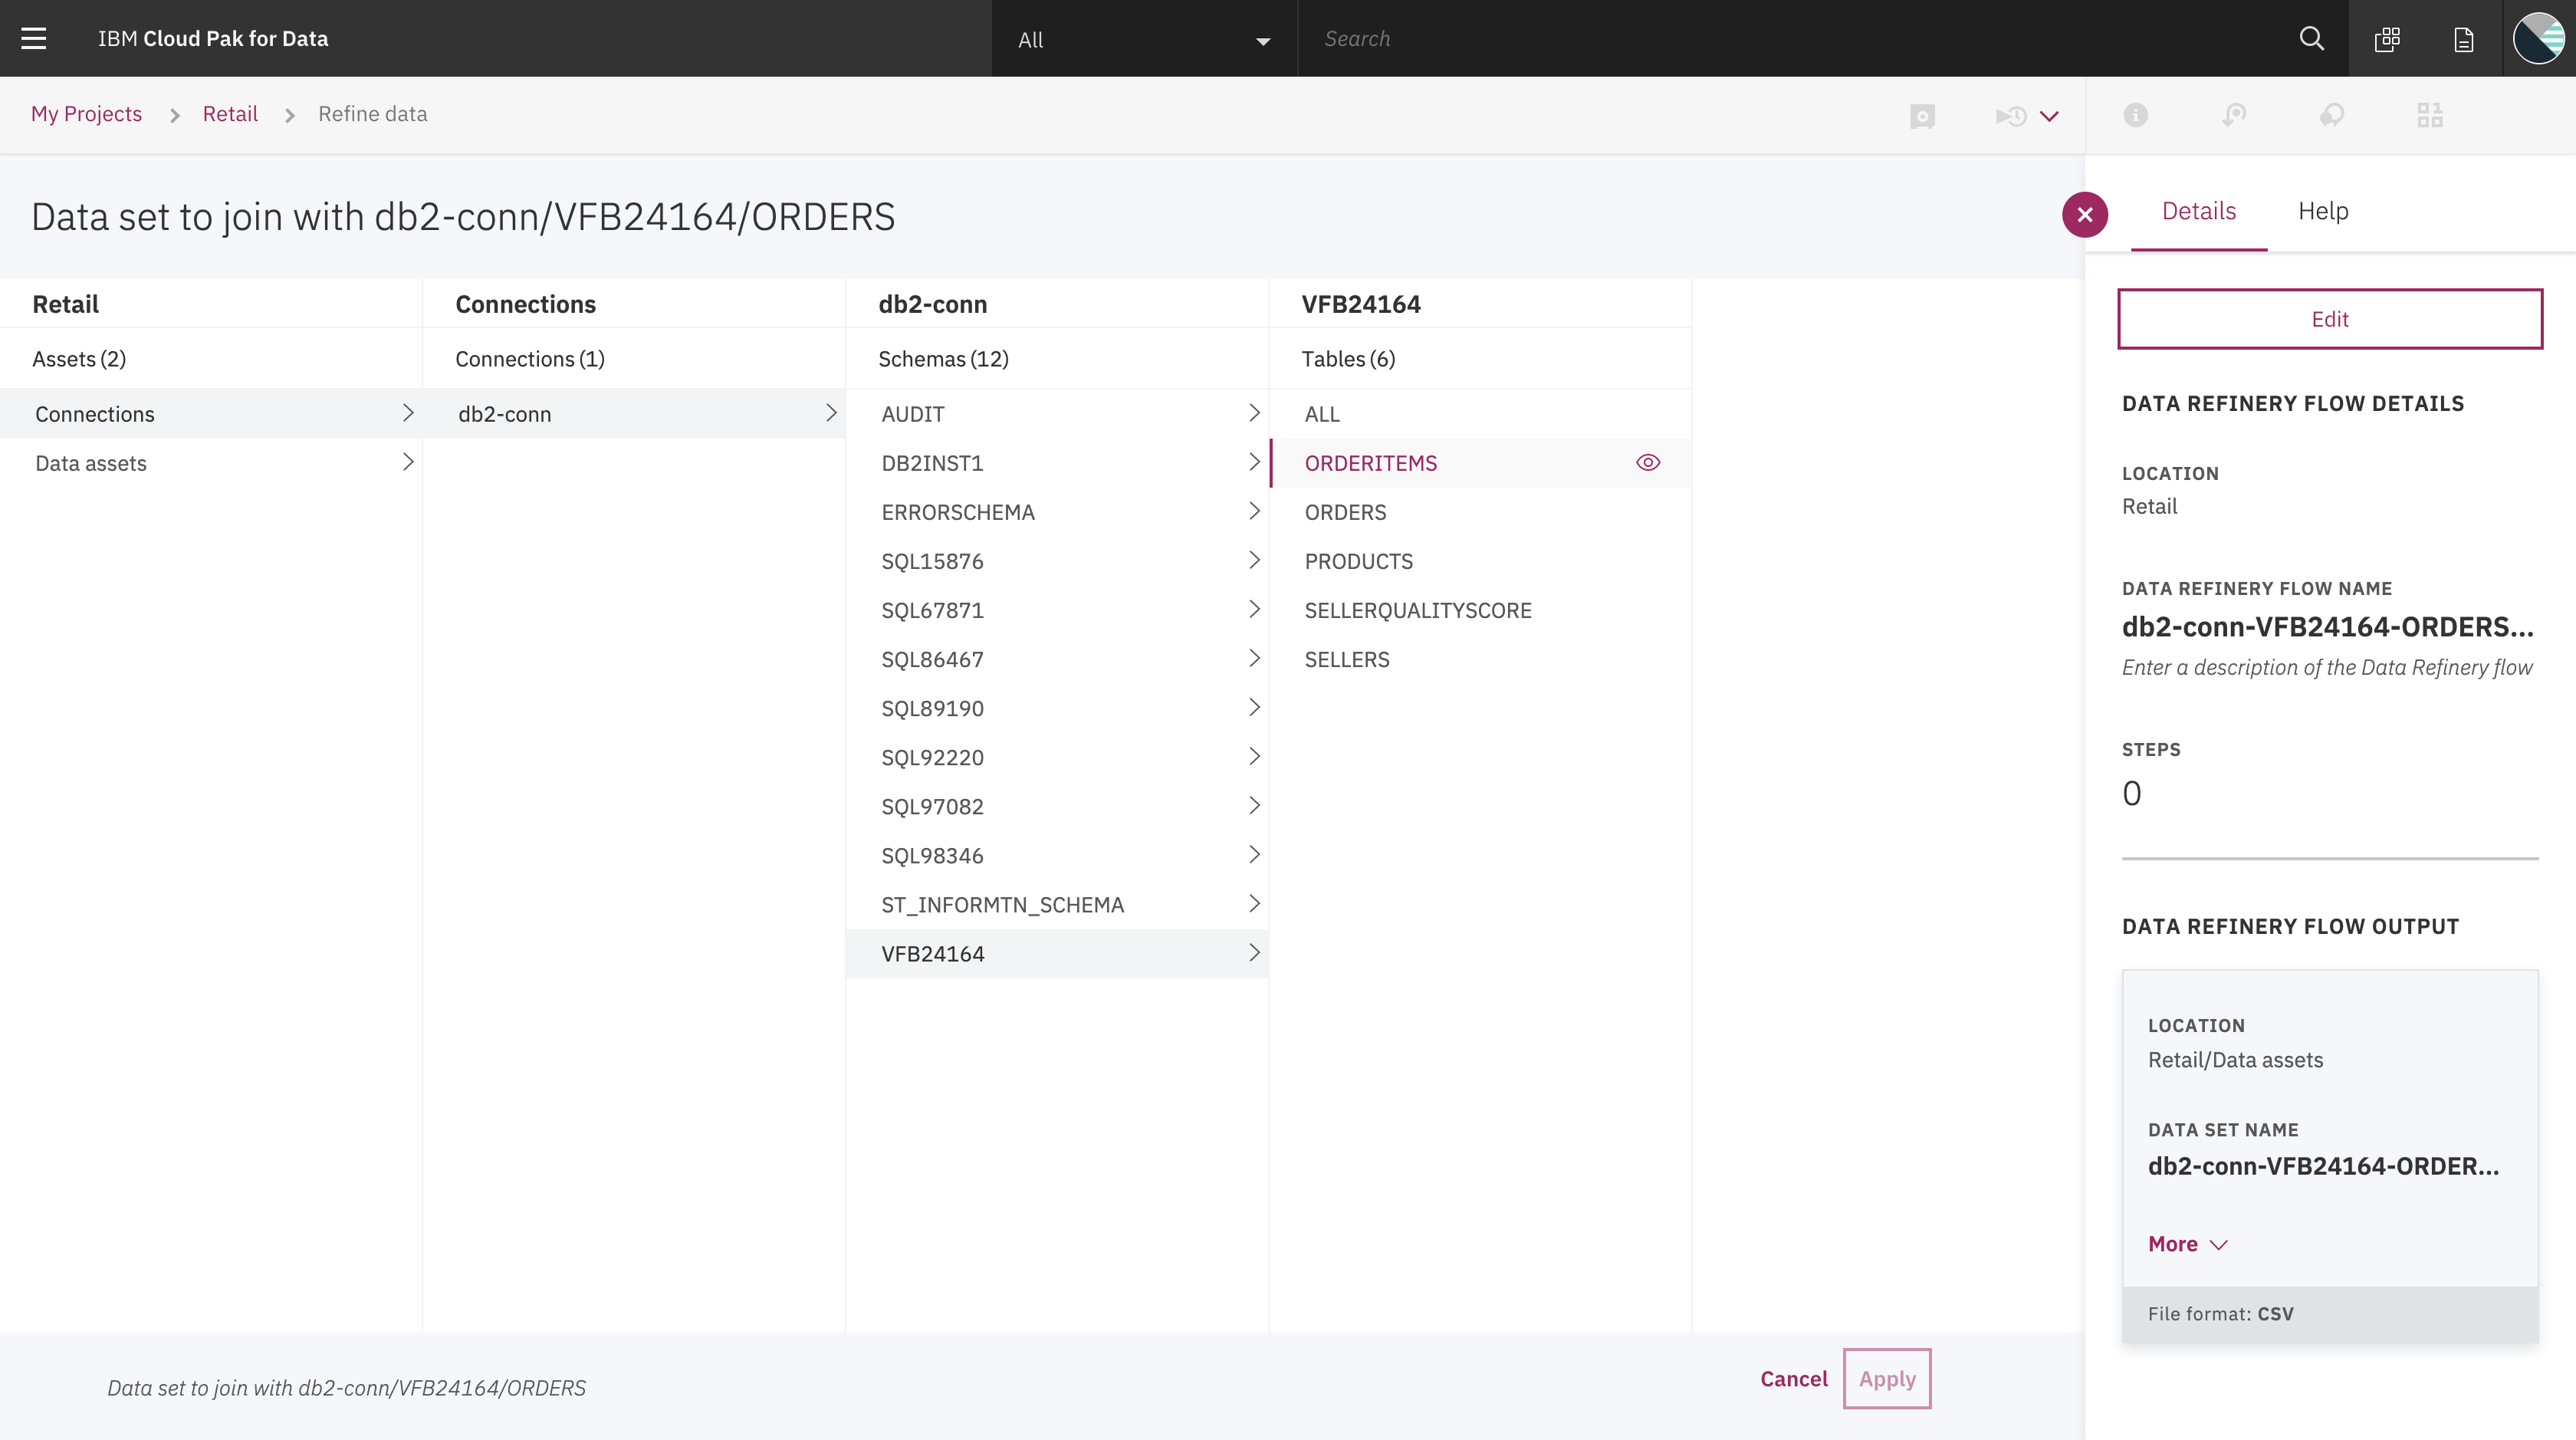 IBM Cloud Pak for Data
All
Search
My Projects
Retail
Refine data
Data set to join with db2-conn/VFB24164/ORDERS
Retail
Assets (2)
Connections
Data assets
Connections
Connections (1)
db2-conn
db2-conn
Schemas (12)
AUDIT
DB2INST1
ERRORSCHEMA
SQL15876
SQL67871
SQL86467
SQL89190
SQL92220
SQL97082
SQL98346
ST_INFORMTN_SCHEMA
VFB24164
VFB24164
Tables (6)
ALL
ORDERITEMS
ORDERS
PRODUCTS
SELLERQUALITYSCORE
SELLERS
Data set to join with db2-conn/VFB24164/ORDERS
Cancel
Apply
Details
Help
Edit
DATA REFINERY FLOW DETAILS
LOCATION
Retail
DATA REFINERY FLOW NAME
db2-conn-VFB24164-ORDERS...
Enter a description of the Data Refinery flow
STEPS
0
DATA REFINERY FLOW OUTPUT
LOCATION
Retail/Data assets
DATA SET NAME
db2-conn-VFB24164-ORDER...
More
File format: CSV